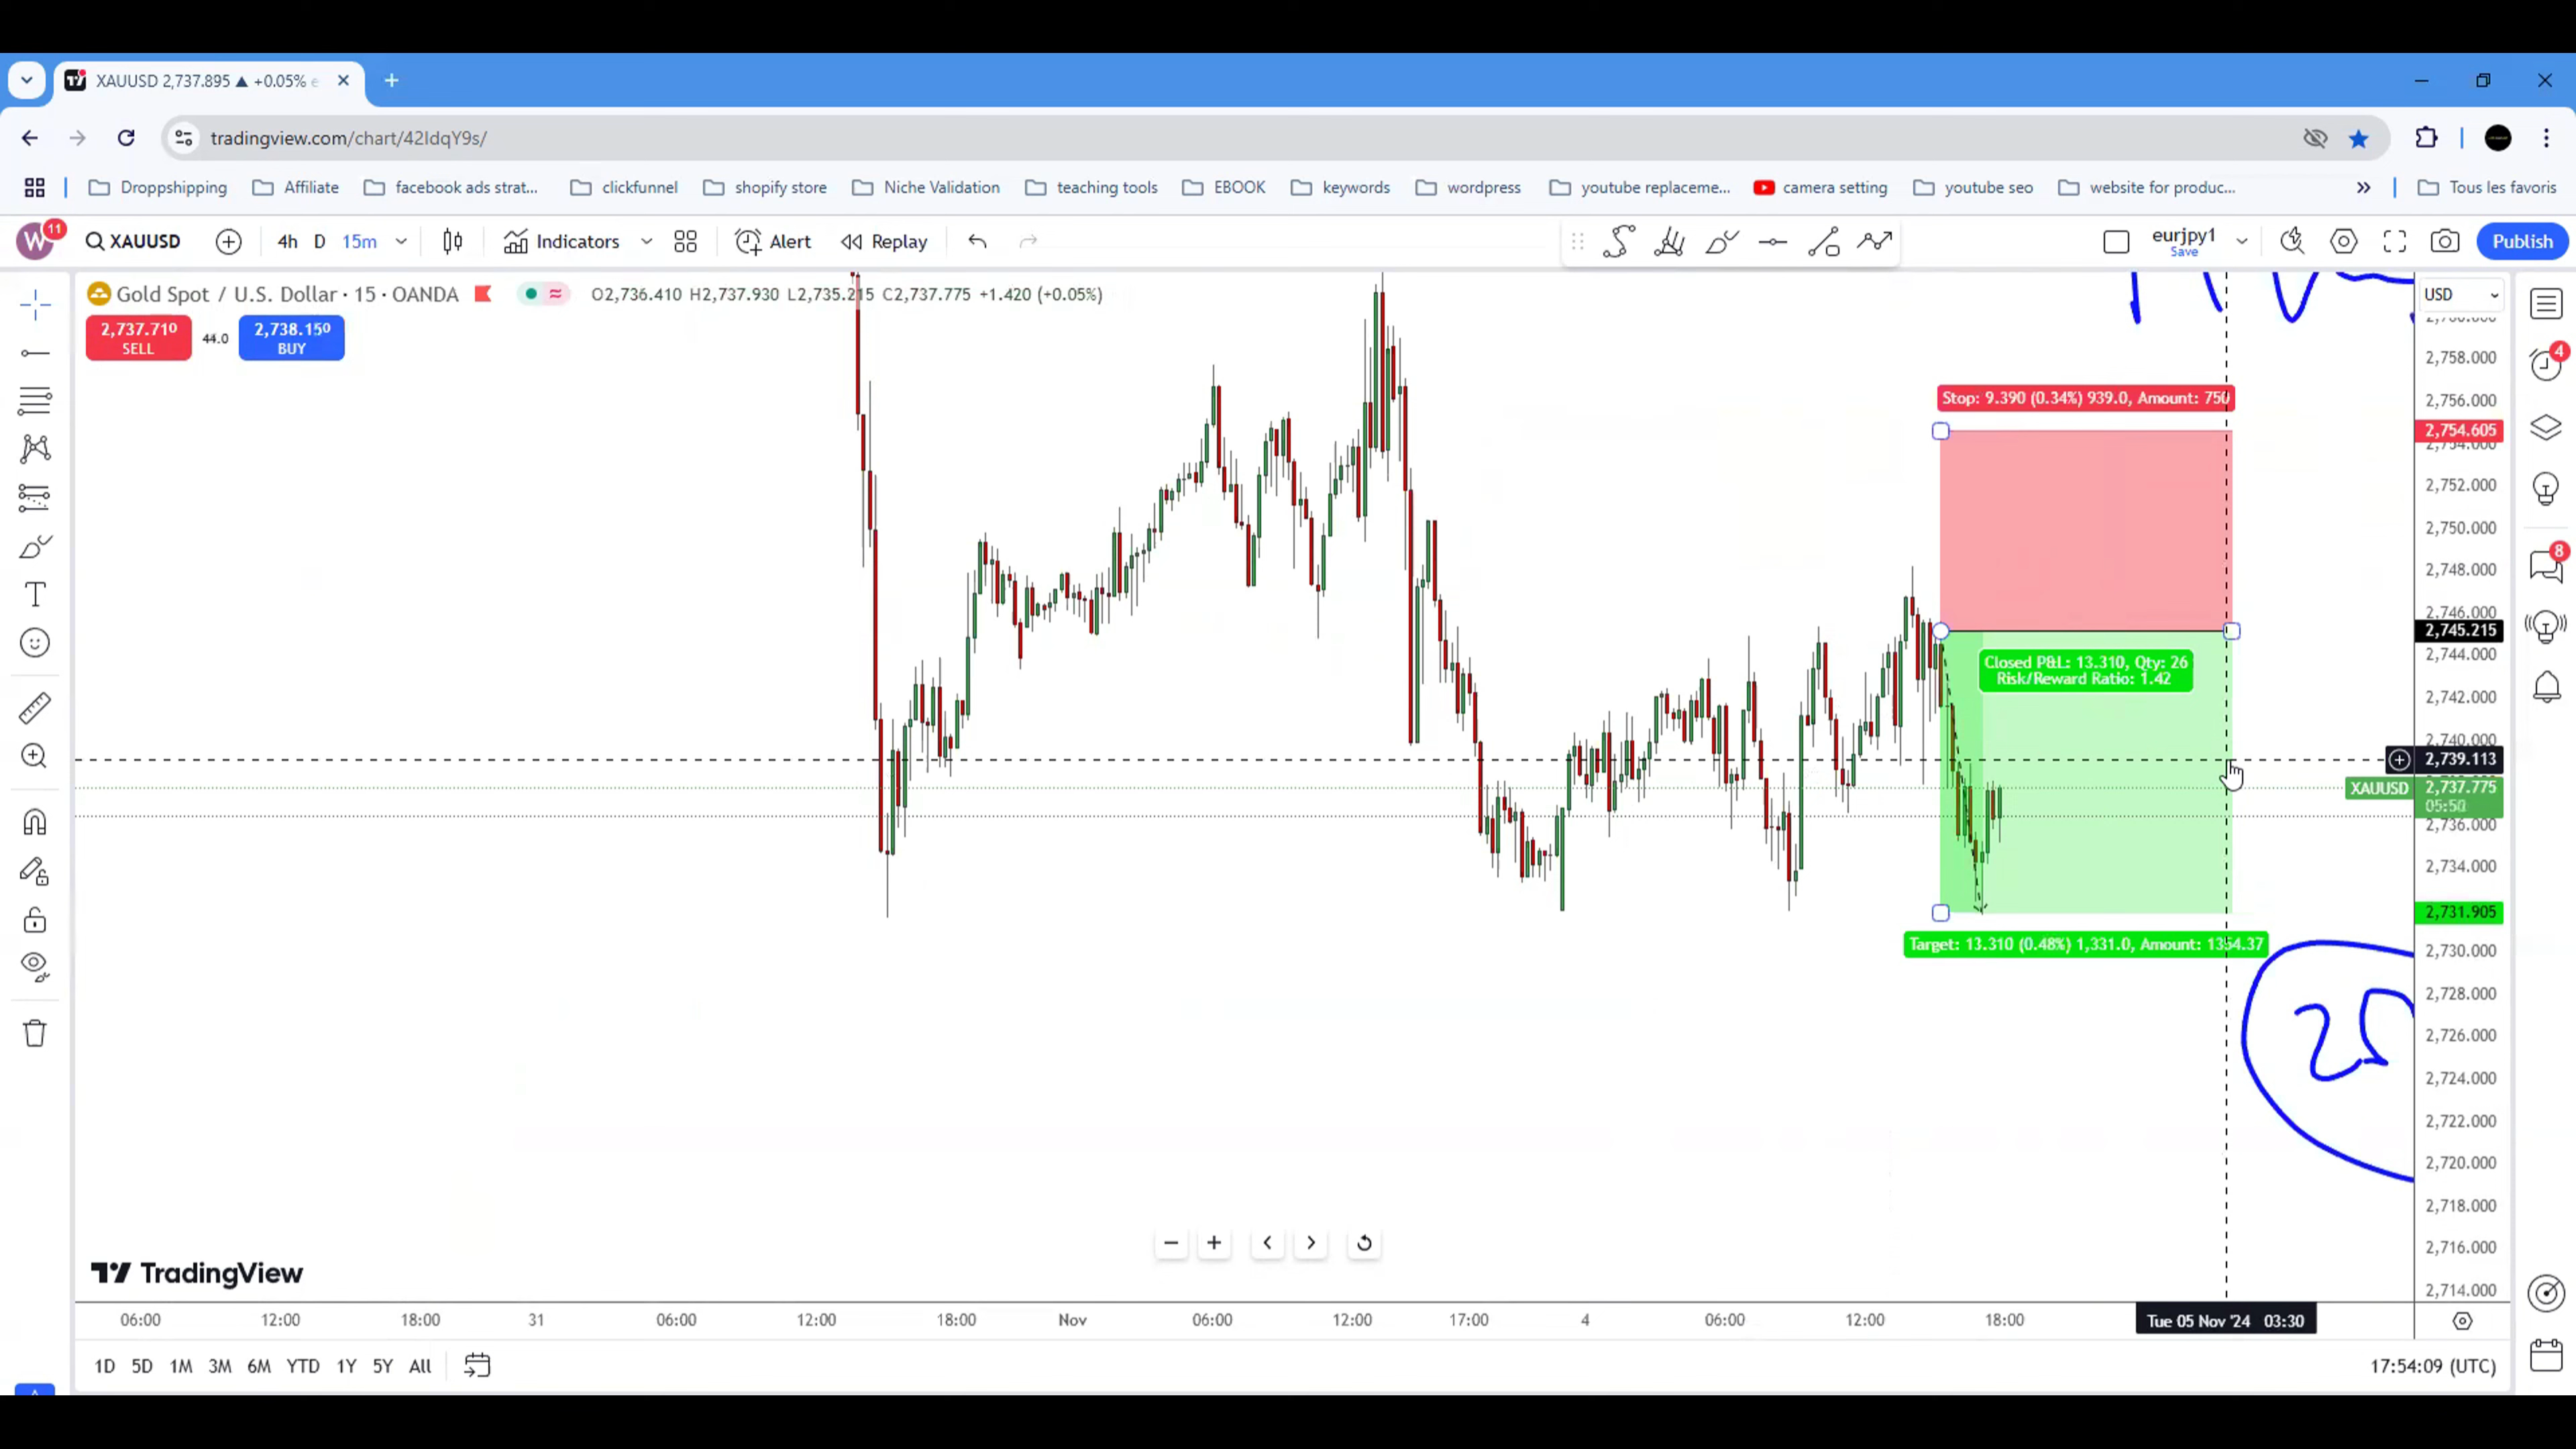 XAUUSD 2,737.895 ▲ +0.05%
tradingview.com/chart/42IdqY9s/
Droppshipping Affiliate facebook ads strat... clickfunnel shopify store Niche Validation teaching tools EBOOK keywords wordpress youtube replaceme... camera setting youtube seo website for produc... Tous les favoris
W 11 XAUUSD 4h D 15m Indicators Alert Replay eurjpy1 Save Publish
Gold Spot / U.S. Dollar · 15 · OANDA O2,736.410 H2,737.930 L2,735.215 C2,737.775 +1.420 (+0.05%) USD
2,737.710 SELL 44.0 2,738.150 BUY
2,758.000
4
Stop: 9.390 (0.34%) 939.0, Amount: 750
2,756.000
2,754.605
2,752.000
2,750.000
8
2,748.000
2,746.000
2,745.215
2,744.000
Closed P&L: 13.310, Qty: 26
Risk/Reward Ratio: 1.42
2,742.000
2,740.000
2,739.113
XAUUSD 2,737.775
05:50
2,736.000
2,734.000
2,731.905
Target: 13.310 (0.48%) 1,331.0, Amount: 1354.37
2,730.000
2,728.000
2,726.000
2,724.000
2,722.000
2,720.000
2,718.000
2,716.000
TradingView
2,714.000
06:00 12:00 18:00 31 06:00 12:00 18:00 Nov 06:00 12:00 17:00 4 06:00 12:00 18:00 Tue 05 Nov '24 03:30
1D 5D 1M 3M 6M YTD 1Y 5Y All 17:54:09 (UTC)